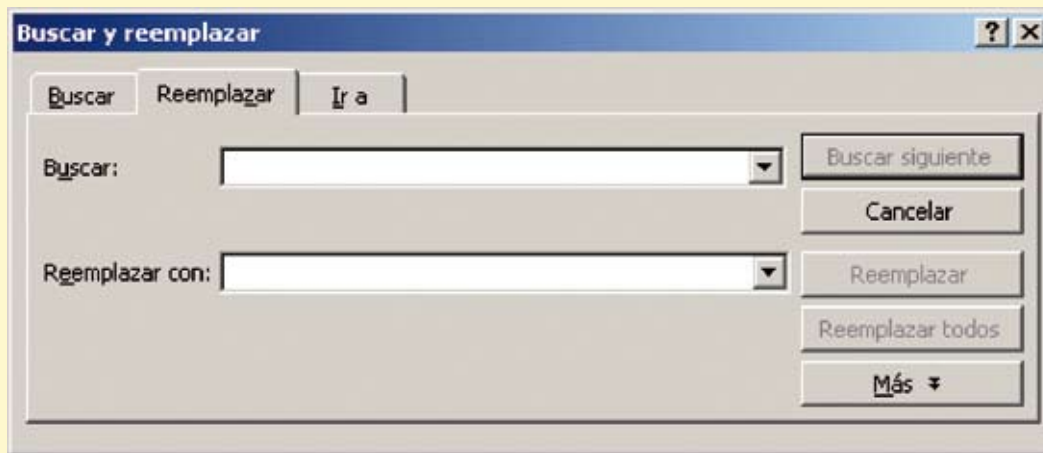 Buscar y reemplazar
Buscar Reemplazar Ir a
Buscar: Buscar siguiente
Cancelar
Reemplazar con: Reemplazar
Reemplazar todos
Más